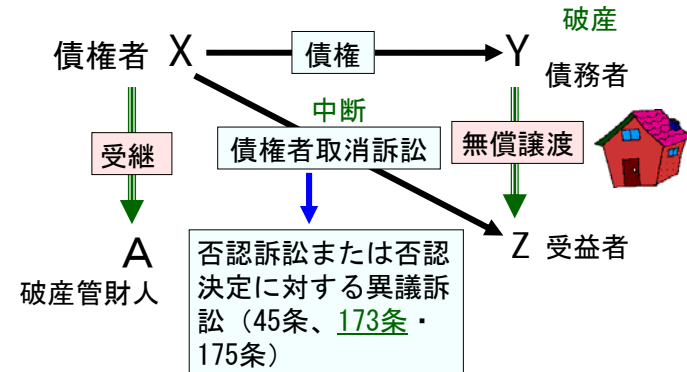 破産
債権者 X
債権
Y
債務者
中断
受継
債権者取消訴訟
無償譲渡
A
破産管財人
Z 受益者
否認訴訟または否認
決定に対する異議訴
訟（45条、173条・
175条）